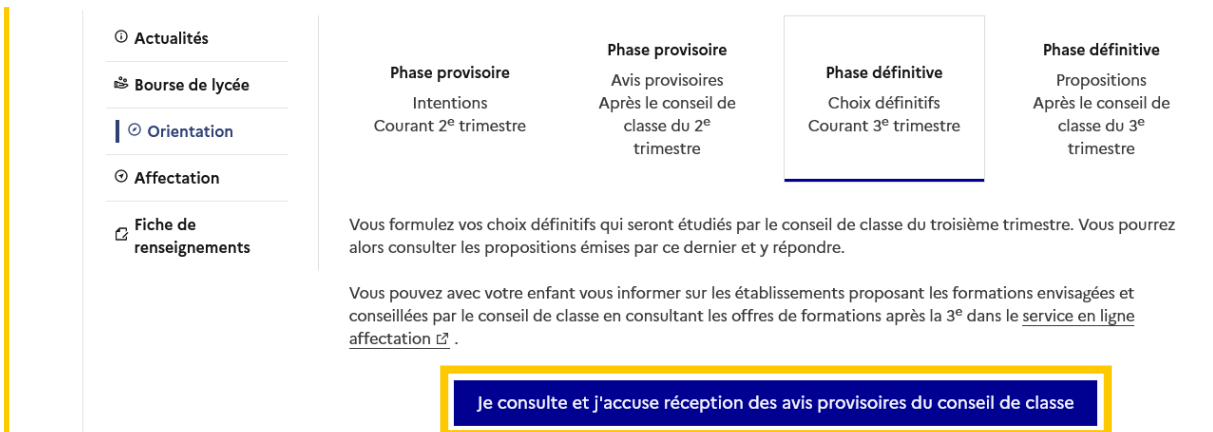 Actualités
Bourse de lycée
Orientation
Affectation
Fiche de
renseignements
Phase provisoire
Intentions
Courant 2e trimestre
Phase provisoire
Avis provisoires
Après le conseil de
classe du 2e
trimestre
Phase définitive
Choix définitifs
Courant 3e trimestre
Phase définitive
Propositions
Après le conseil de
classe du 3e
trimestre
Vous formulez vos choix définitifs qui seront étudiés par le conseil de classe du troisième trimestre. Vous pourrez
alors consulter les propositions émises par ce dernier et y répondre.
Vous pouvez avec votre enfant vous informer sur les établissements proposant les formations envisagées et
conseillées par le conseil de classe en consultant les offres de formations après la 3e dans le service en ligne
affectation .
Je consulte et j'accuse réception des avis provisoires du conseil de classe